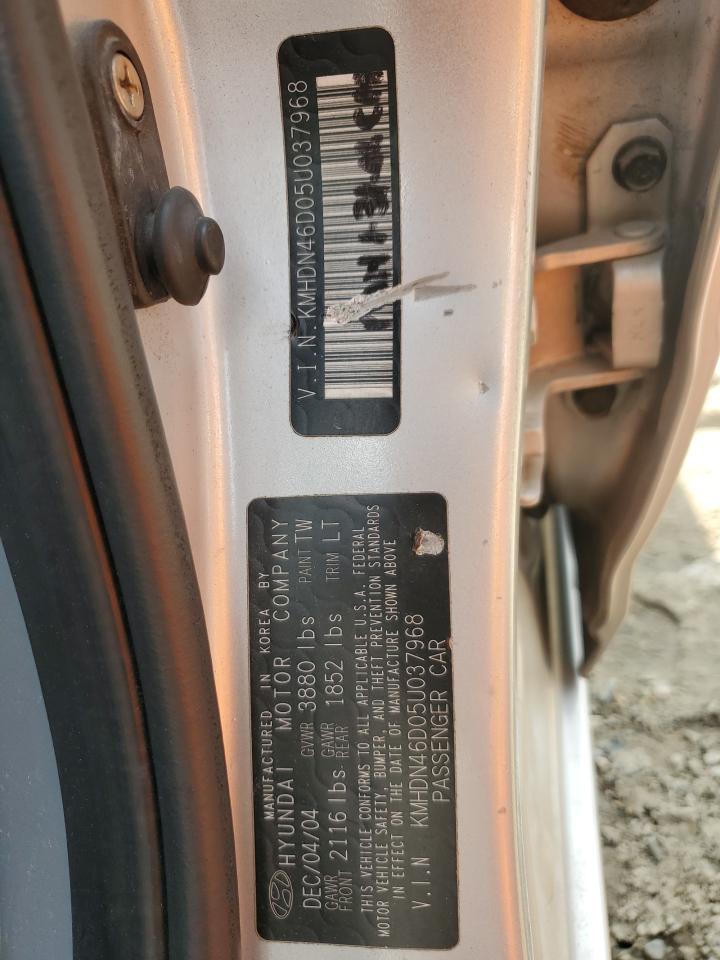 V.I.N. KMHDN46D05U037968
MANUFACTURED IN KOREA BY
HYUNDAI MOTOR COMPANY
DEC/04/04 GVWR 3880 lbs PAINT TW
GAWR FRONT 2116 lbs GAWR REAR 1852 lbs TRIM LT
THIS VEHICLE CONFORMS TO ALL APPLICABLE U.S.A. FEDERAL
MOTOR VEHICLE SAFETY, BUMPER, AND THEFT PREVENTION STANDARDS
IN EFFECT ON THE DATE OF MANUFACTURE SHOWN ABOVE
V.I.N KMHDN46D05U037968
PASSENGER CAR